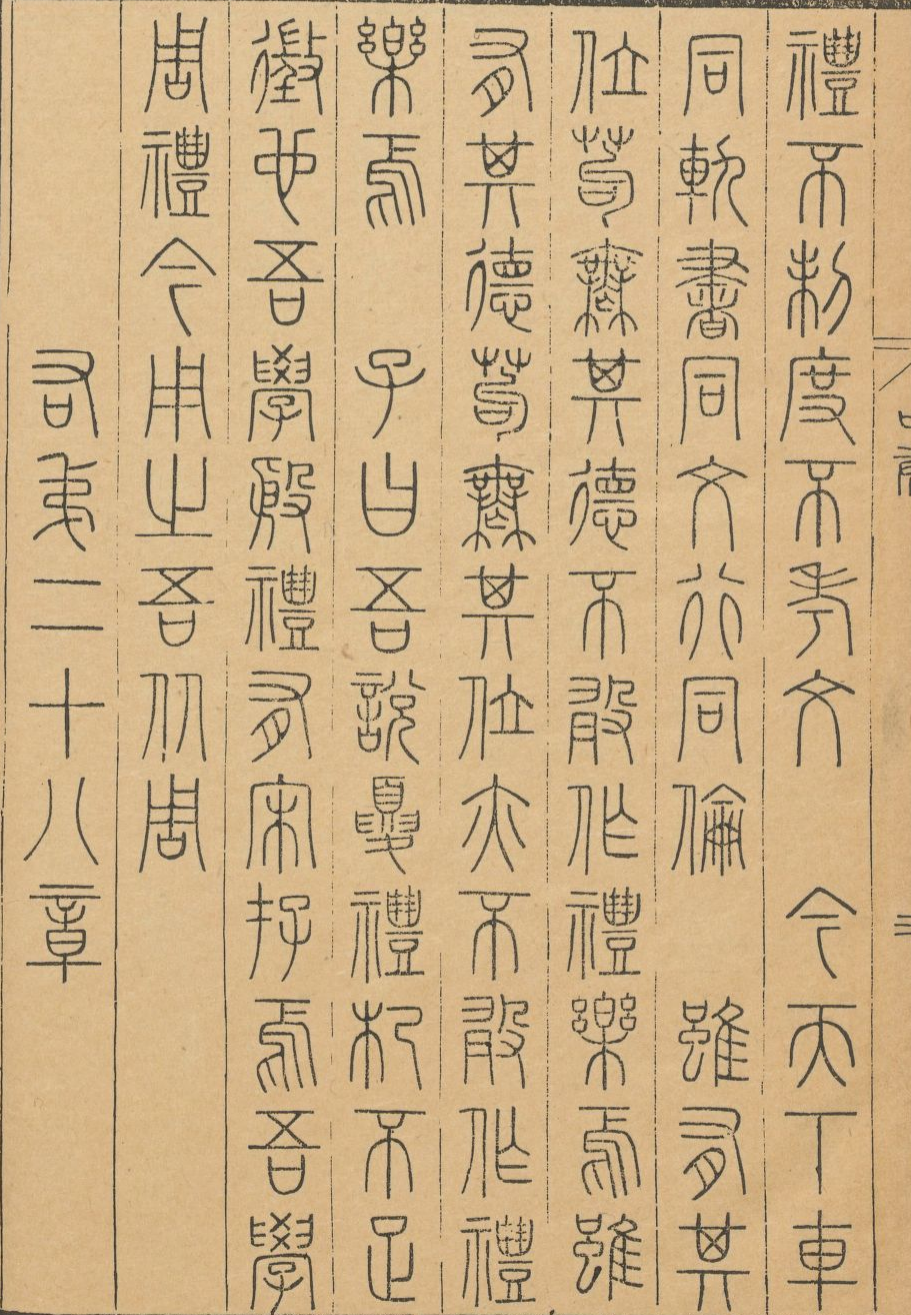 禮不制度不考文 今天下車
同軌書同文行同倫 雖有其
位苟無其德不敢作禮樂焉雖
有其德苟無其位亦不敢作禮
樂焉 子曰吾說夏禮杞不足
徵也吾學殷禮有宋存焉吾學
周禮今用之吾從周
右弟二十八章